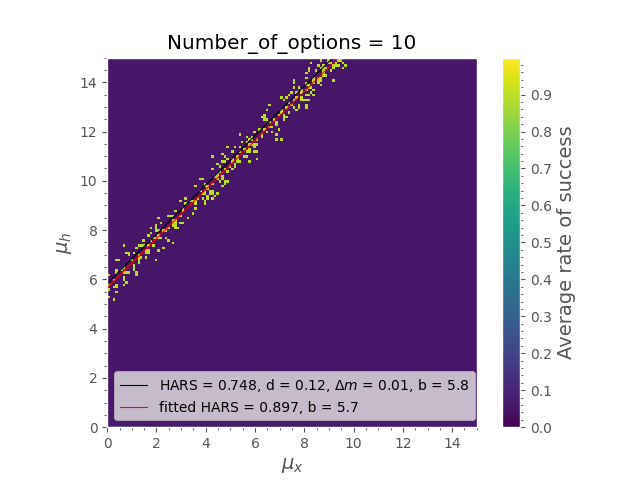 Number_of_options = 10
14
12
10
8
6
4
2
0
μₕ
0 2 4 6 8 10 12 14
μₓ
HARS = 0.748, d = 0.12, Δm = 0.01, b = 5.8
fitted HARS = 0.897, b = 5.7
0.9
0.8
0.7
0.6
0.5
0.4
0.3
0.2
0.1
0.0
Average rate of success